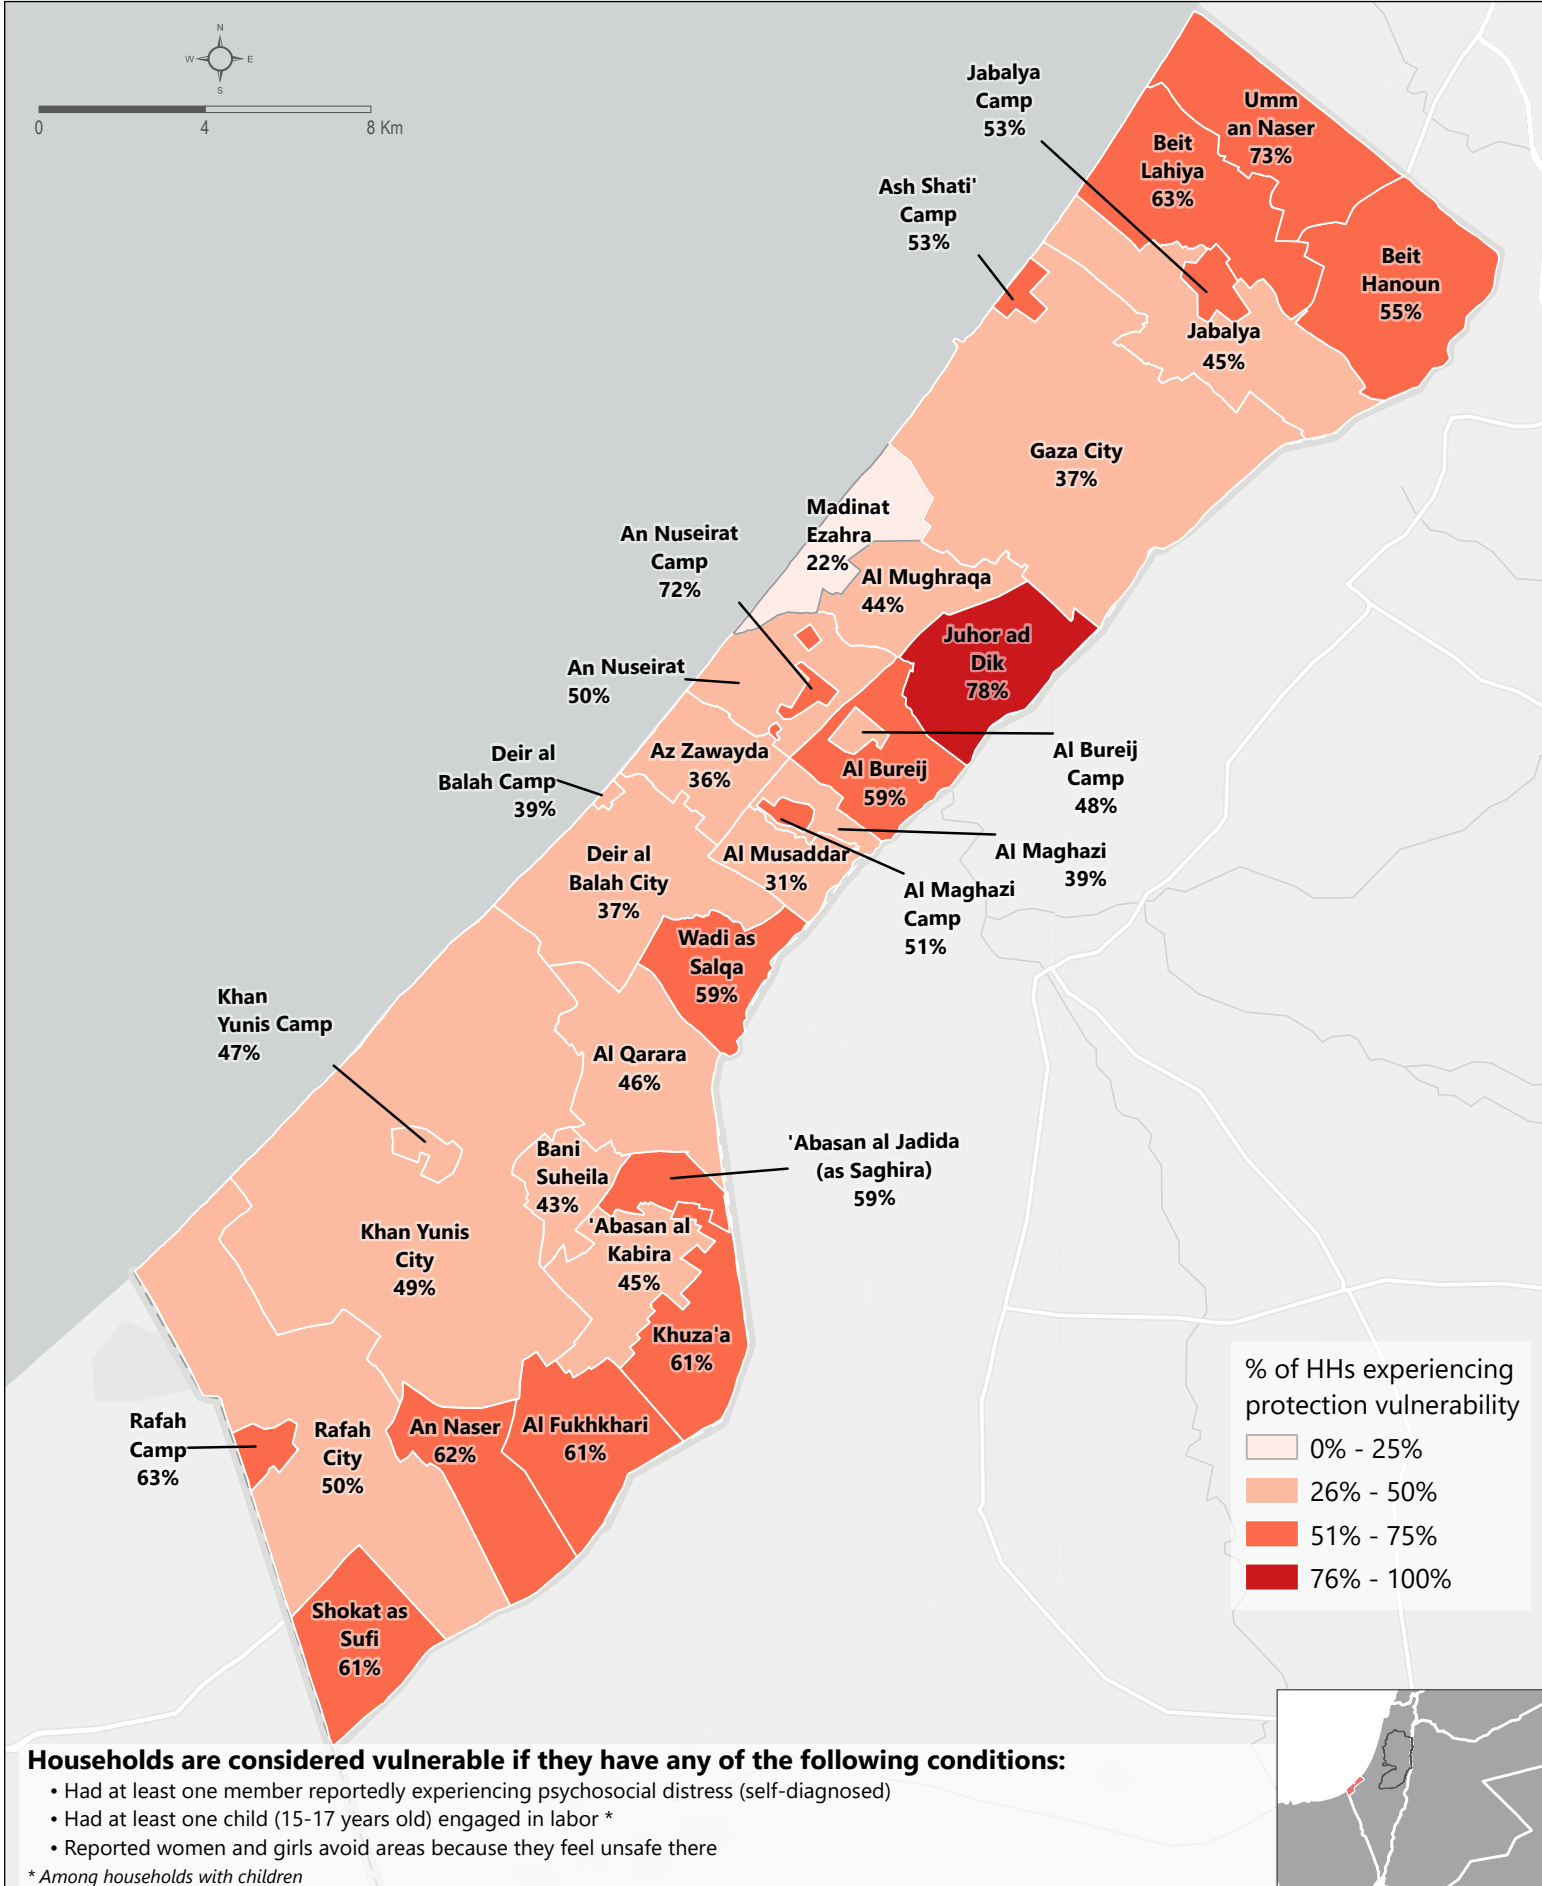 N
W
E
S
0
4
8 Km
Jabalya
Camp
53%
Umm
an Naser
73%
Beit
Lahiya
63%
Ash Shati'
Camp
53%
Beit
Hanoun
55%
Jabalya
45%
Gaza City
37%
Madinat
Ezahra
22%
An Nuseirat
Camp
72%
Al Mughraqa
44%
Juhor ad
Dik
78%
An Nuseirat
50%
Deir al
Balah Camp
39%
Az Zawayda
36%
Al Bureij
59%
Al Bureij
Camp
48%
Al Maghazi
39%
Al Musaddar
31%
Al Maghazi
Camp
51%
Deir al
Balah City
37%
Wadi as
Salqa
59%
Khan
Yunis Camp
47%
Al Qarara
46%
'Abasan al Jadida
(as Saghira)
59%
Bani
Suheila
43%
Khan Yunis
City
49%
'Abasan al
Kabira
45%
Khuza'a
61%
Rafah
Camp
63%
Rafah
City
50%
An Naser
62%
Al Fukhkhari
61%
Shokat as
Sufi
61%
% of HHs experiencing
protection vulnerability
0% - 25%
26% - 50%
51% - 75%
76% - 100%
Households are considered vulnerable if they have any of the following conditions:
• Had at least one member reportedly experiencing psychosocial distress (self-diagnosed)
• Had at least one child (15-17 years old) engaged in labor *
• Reported women and girls avoid areas because they feel unsafe there
* Among households with children